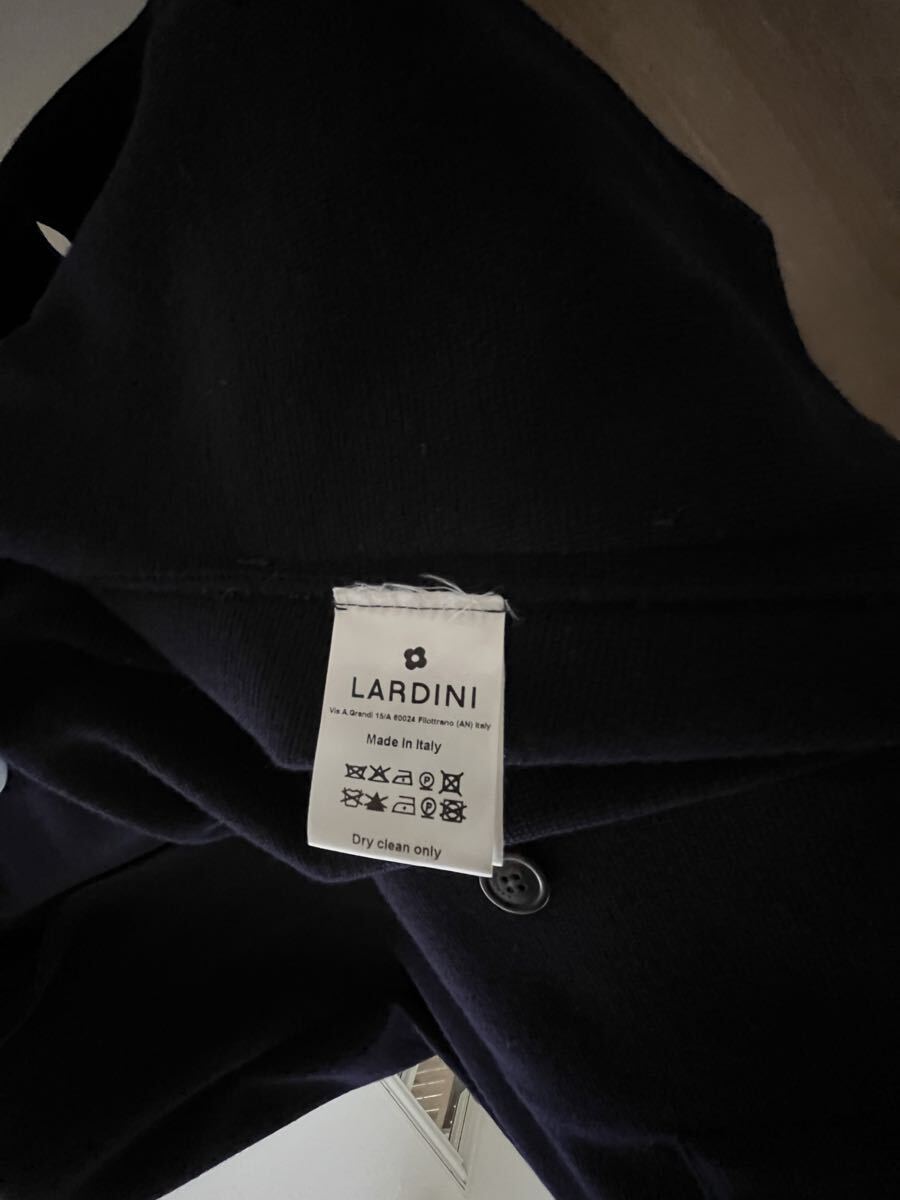 LARDINI
Via A.Grandi 15/A 60024 Filottrano (AN) Italy
Made in Italy
Dry clean only